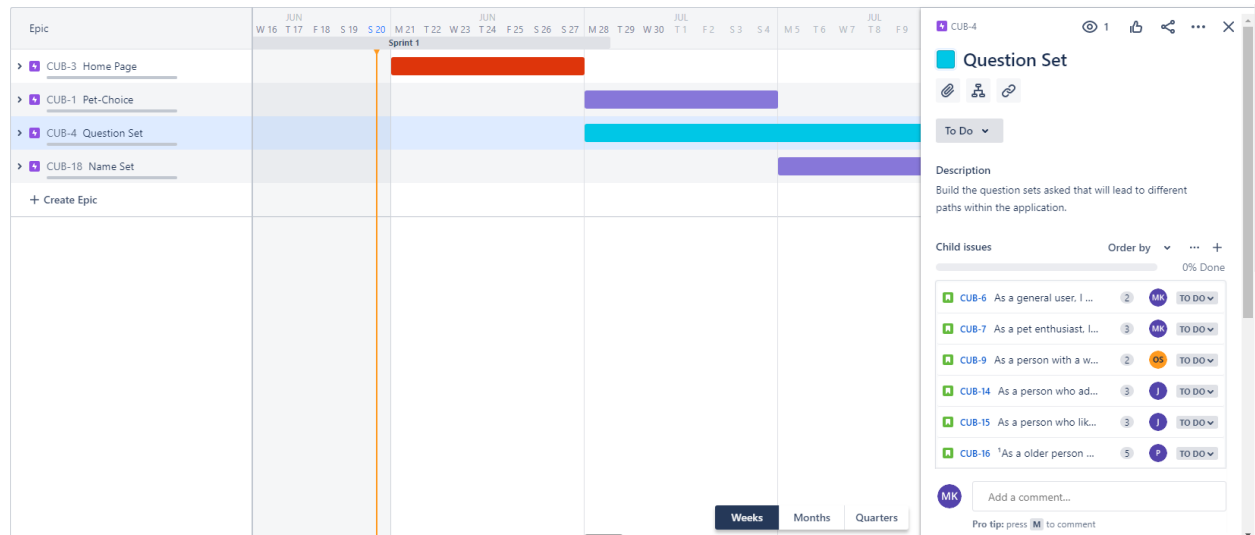 Epic
JUN JUN JUL JUL
W 16 T 17 F 18 S 19 S 20 M 21 T 22 W 23 T 24 F 25 S 26 S 27 M 28 T 29 W 30 T 1 F 2 S 3 S 4 M 5 T 6 W 7 T 8 F 9
Sprint 1
CUB-3 Home Page
CUB-1 Pet-Choice
CUB-4 Question Set
CUB-18 Name Set
+ Create Epic
Weeks Months Quarters
CUB-4 1
Question Set
To Do
Description
Build the question sets asked that will lead to different
paths within the application.
Child issues Order by
0% Done
CUB-6 As a general user, I ... 2 MK TO DO
CUB-7 As a pet enthusiast, I... 3 MK TO DO
CUB-9 As a person with a w... 2 OS TO DO
CUB-14 As a person who ad... 3 J TO DO
CUB-15 As a person who lik... 3 J TO DO
CUB-16 ¹As a older person ... 5 P TO DO
MK Add a comment...
Pro tip: press M to comment